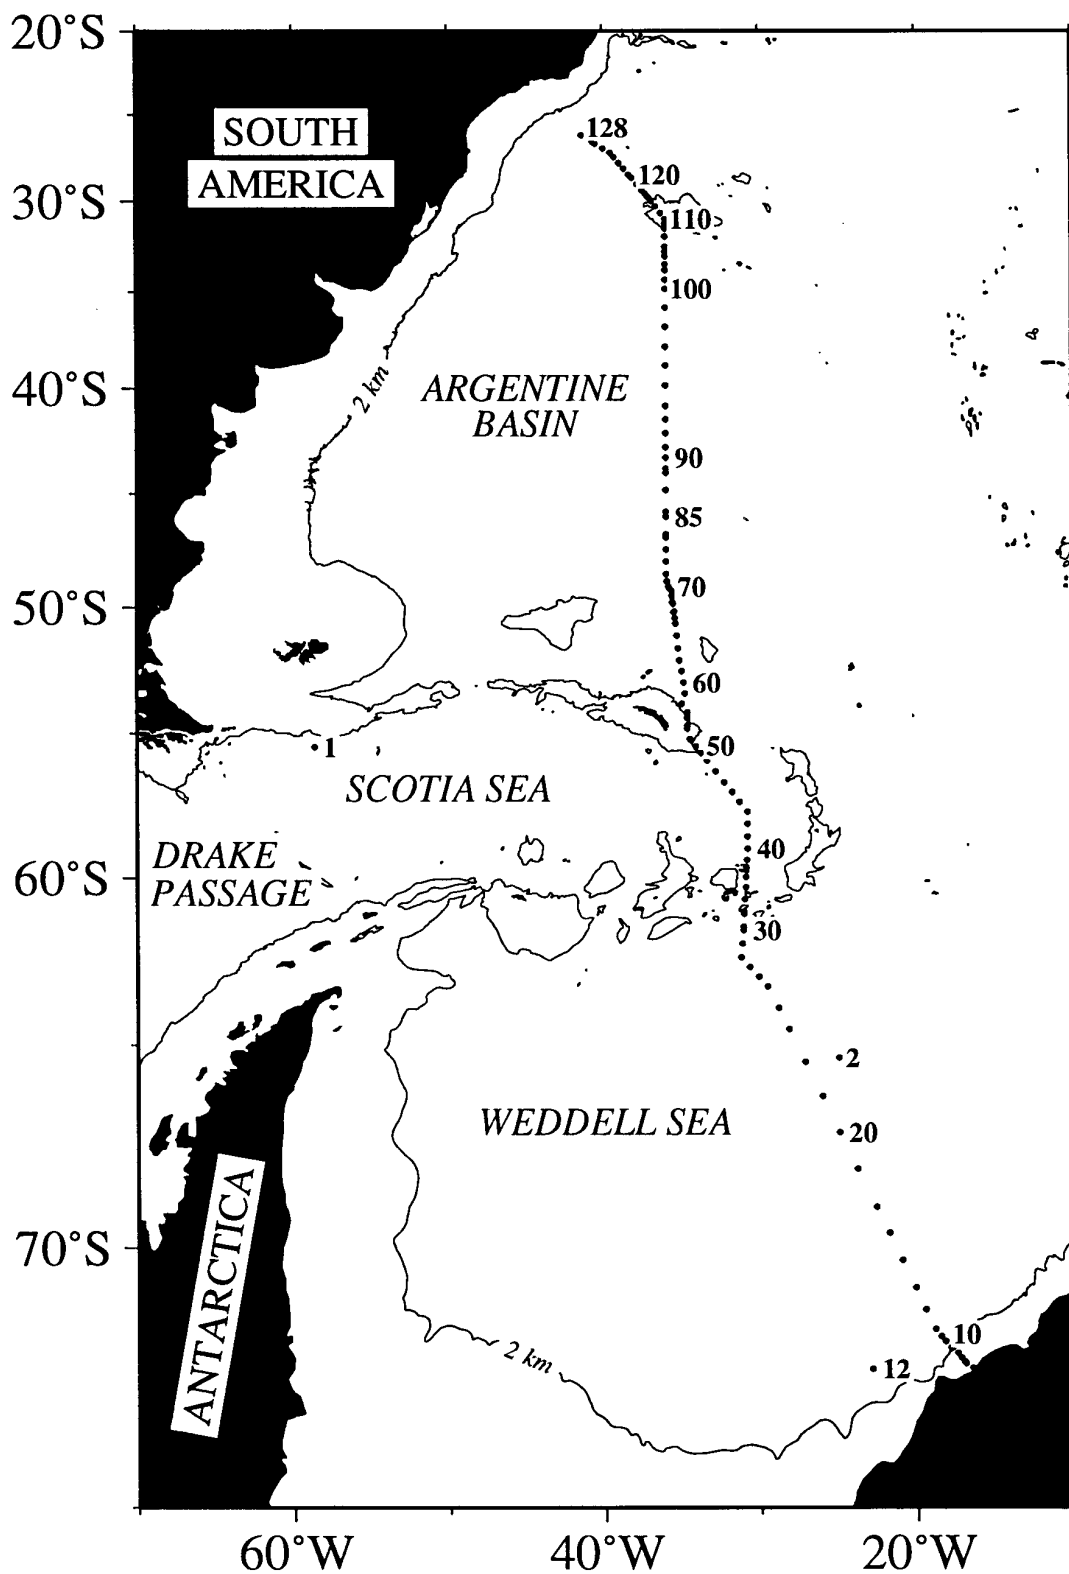 20°S
SOUTH
AMERICA
128
120
30°S
110
100
2 km
ARGENTINE
BASIN
40°S
90
85
70
50°S
60
50
1
SCOTIA SEA
DRAKE
PASSAGE
40
60°S
30
2
WEDDELL SEA
20
ANTARCTICA
70°S
10
2 km
12
60°W
40°W
20°W